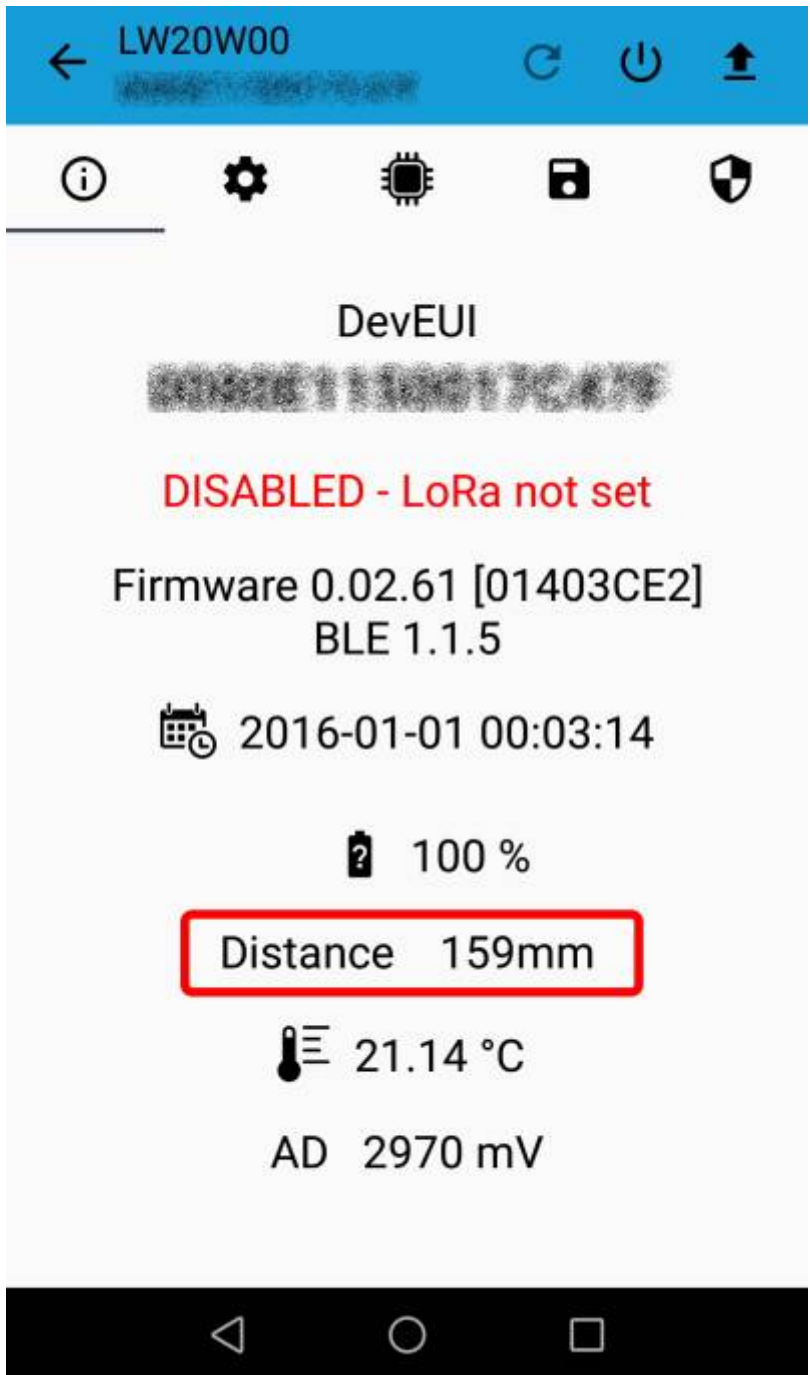 LW20W00
DevEUI
DISABLED - LoRa not set
Firmware 0.02.61 [01403CE2]
BLE 1.1.5
2016-01-01 00:03:14
100 %
Distance 159mm
21.14 °C
AD 2970 mV